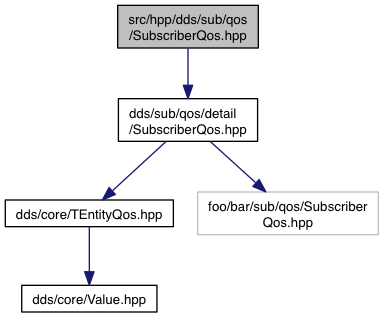 src/hpp/dds/sub/qos
/SubscriberQos.hpp
dds/sub/qos/detail
/SubscriberQos.hpp
dds/core/TEntityQos.hpp
foo/bar/sub/qos/Subscriber
Qos.hpp
dds/core/Value.hpp